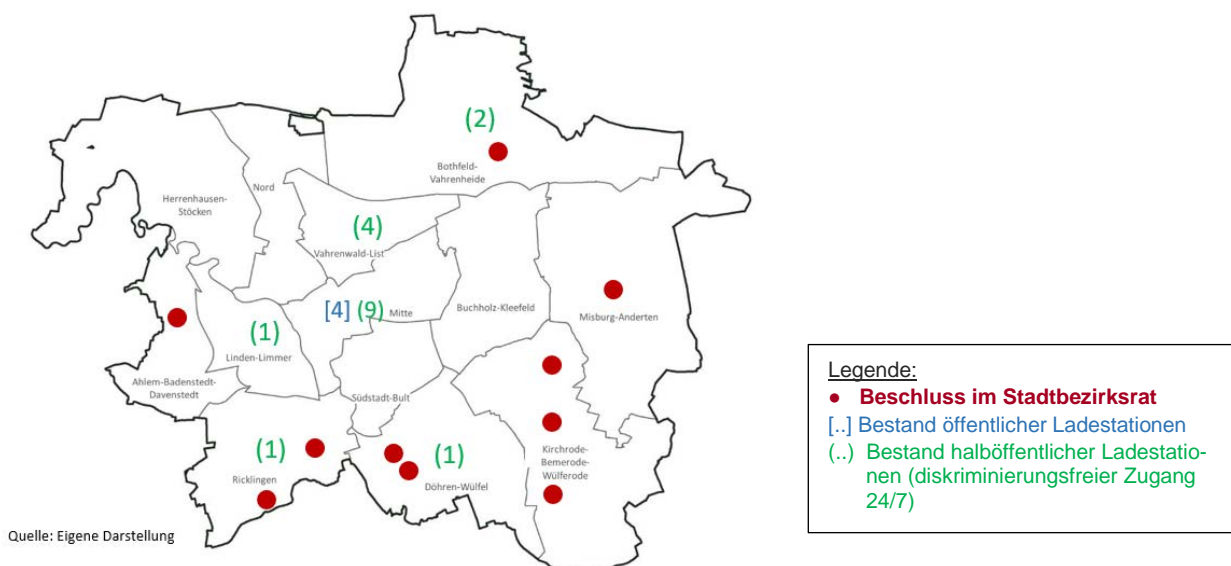 (2)
Bothfeld-
Vahrenheide
Nord
Herrenhausen-
Stöcken
(4)
Vahrenwald-List
[4] (9) Mitte
Buchholz-Kleefeld
Misburg-Anderten
(1)
Linden-Limmer
Ahlem-Badenstedt-
Davenstedt
Südstadt-Bult
(1)
Ricklingen
(1)
Döhren-Wülfel
Kirchrode-
Bemerode-
Wülferode
Quelle: Eigene Darstellung
Legende:
● Beschluss im Stadtbezirksrat
[..] Bestand öffentlicher Ladestationen
(..) Bestand halböffentlicher Ladestatio-
nen (diskriminierungsfreier Zugang
24/7)